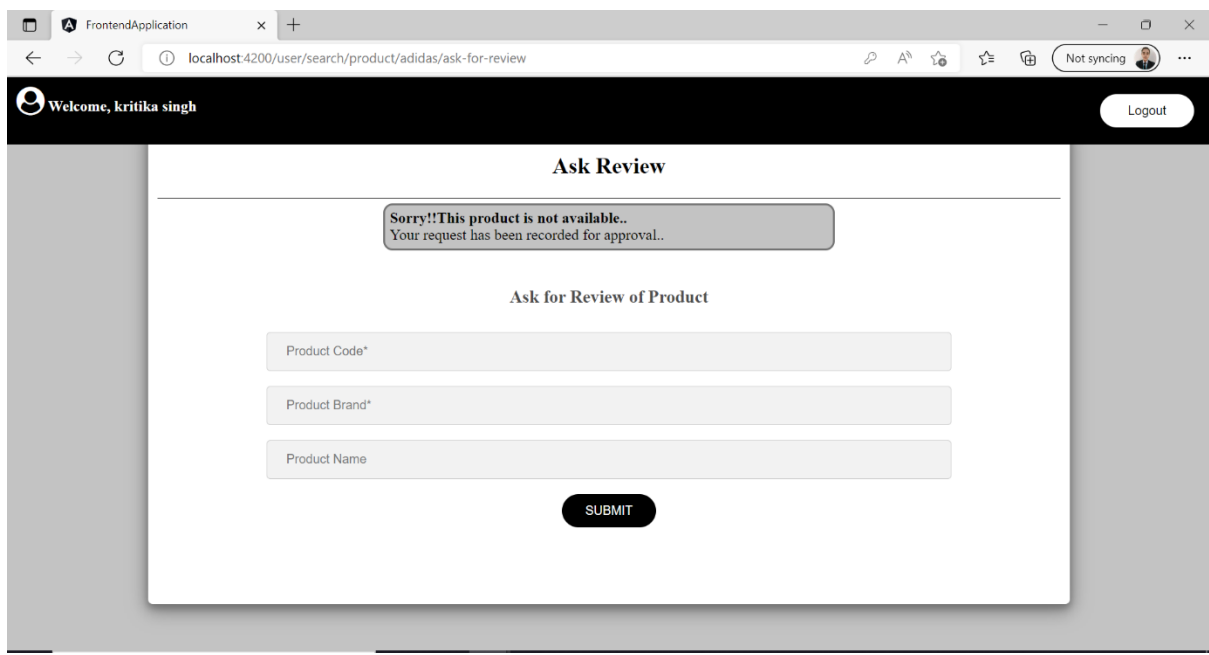 FrontendApplication
localhost:4200/user/search/product/adidas/ask-for-review
Not syncing
Welcome, kritika singh
Logout
Ask Review
Sorry!!This product is not available..
Your request has been recorded for approval..
Ask for Review of Product
Product Code*
Product Brand*
Product Name
SUBMIT